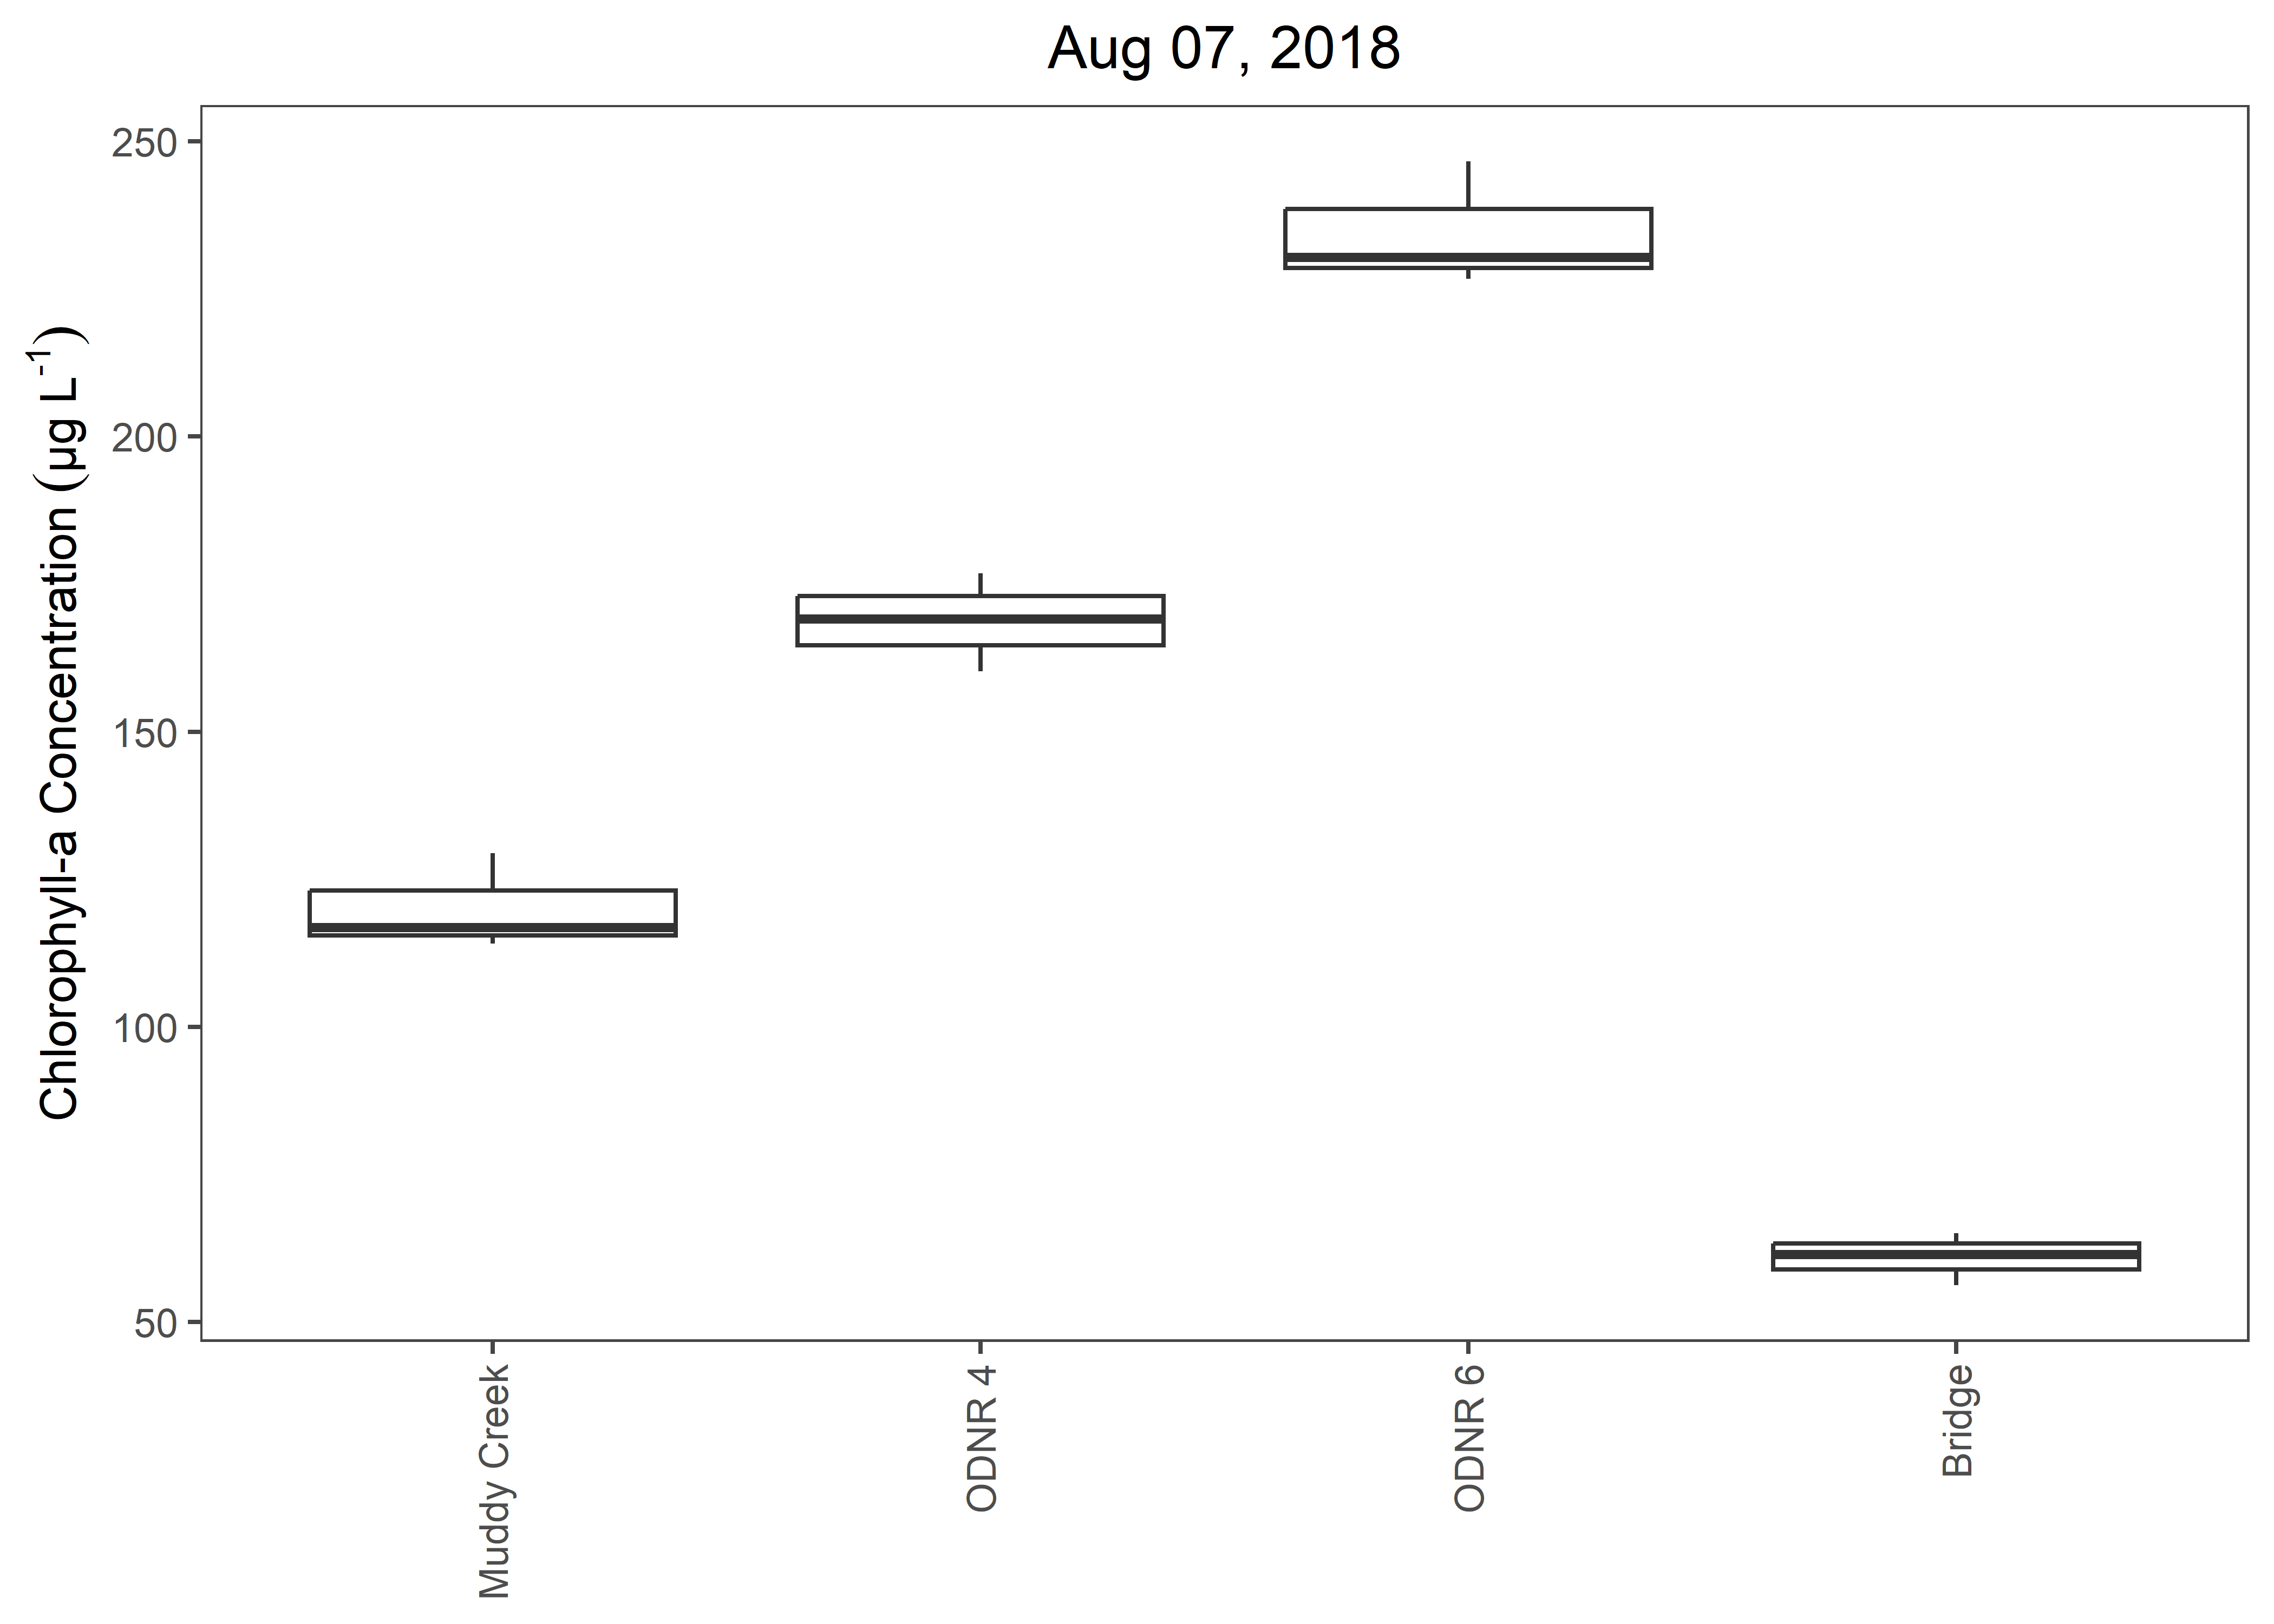 Aug 07, 2018
Chlorophyll-a Concentration (µg L⁻¹)
250
200
150
100
50
Muddy Creek
ODNR 4
ODNR 6
Bridge